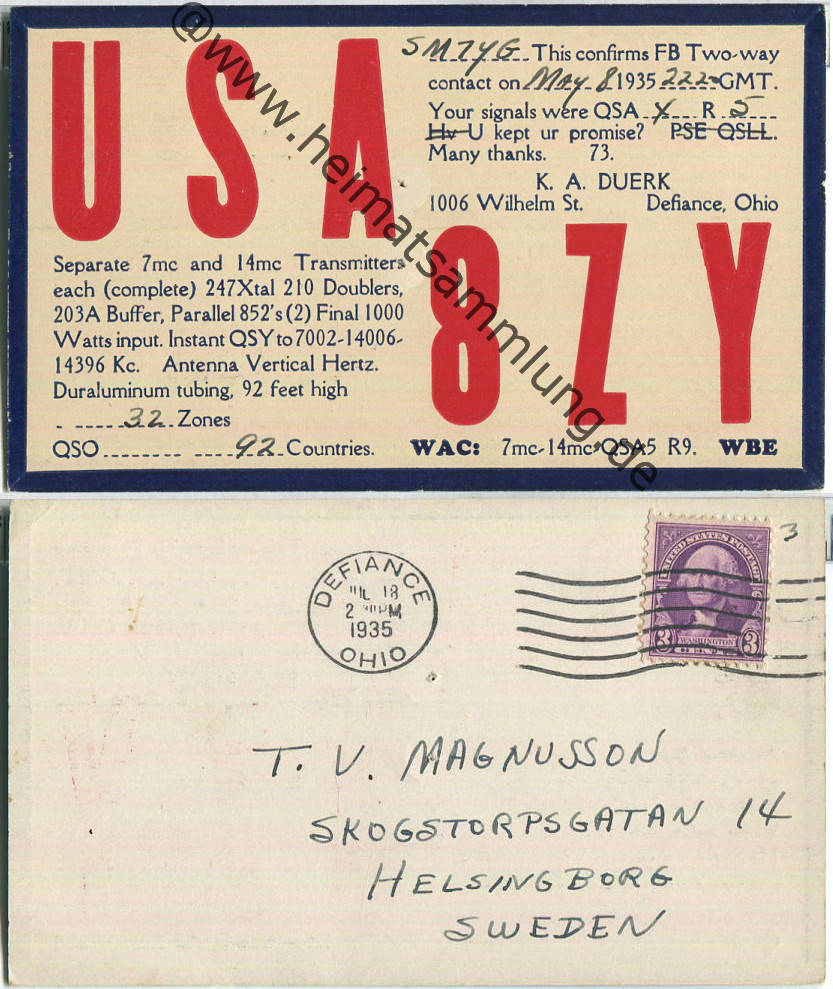 USA
SM7YG This confirms FB Two-way
contact on May 8 1935 2220 GMT.
Your signals were QSA 4 R 5
Hv U kept ur promise? PSE QSLL.
Many thanks. 73.
K. A. DUERK
1006 Wilhelm St. Defiance, Ohio
8ZY
Separate 7mc and 14mc Transmitters
each (complete) 247Xtal 210 Doublers,
203A Buffer, Parallel 852's (2) Final 1000
Watts input. Instant QSY to 7002-14006-
14396 Kc. Antenna Vertical Hertz.
Duraluminum tubing, 92 feet high
32 Zones
QSO 92 Countries. WAC: 7mc-14mc-QSA5 R9. WBE
@www.heimatsammlung.de
DEFIANCE
18
2 PM
1935
OHIO
UNITED STATES POSTAGE
WASHINGTON
3 CENTS 3
3
T. V. MAGNUSSON
SKOGSTORPSGATAN 14
HELSINGBORG
SWEDEN